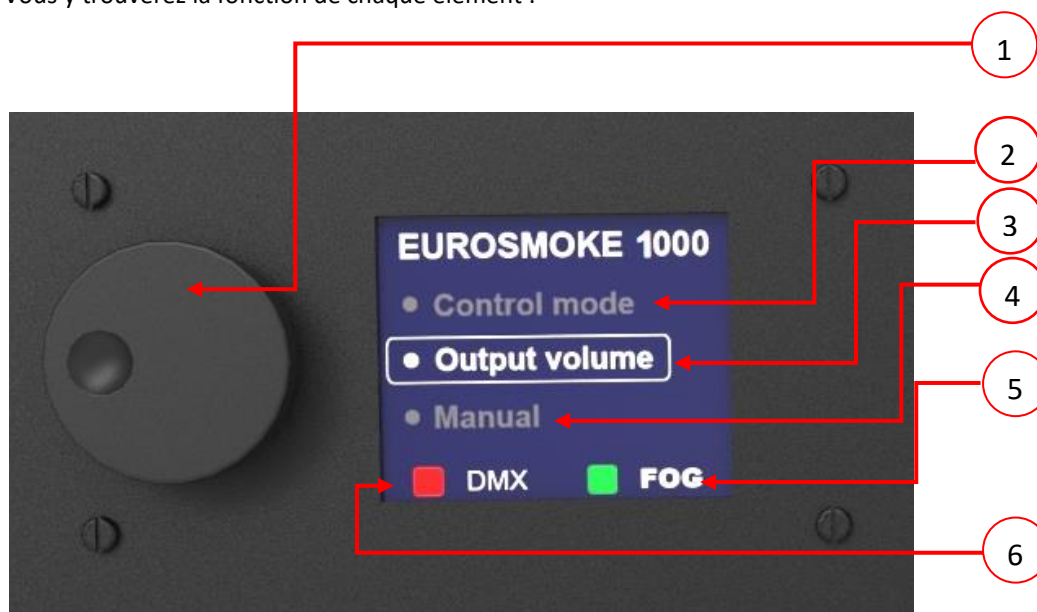 Vous y trouverez la fonction de chaque élément :
1
2
EUROSMOKE 1000
3
Control mode
4
Output volume
5
Manual
DMX FOG
6